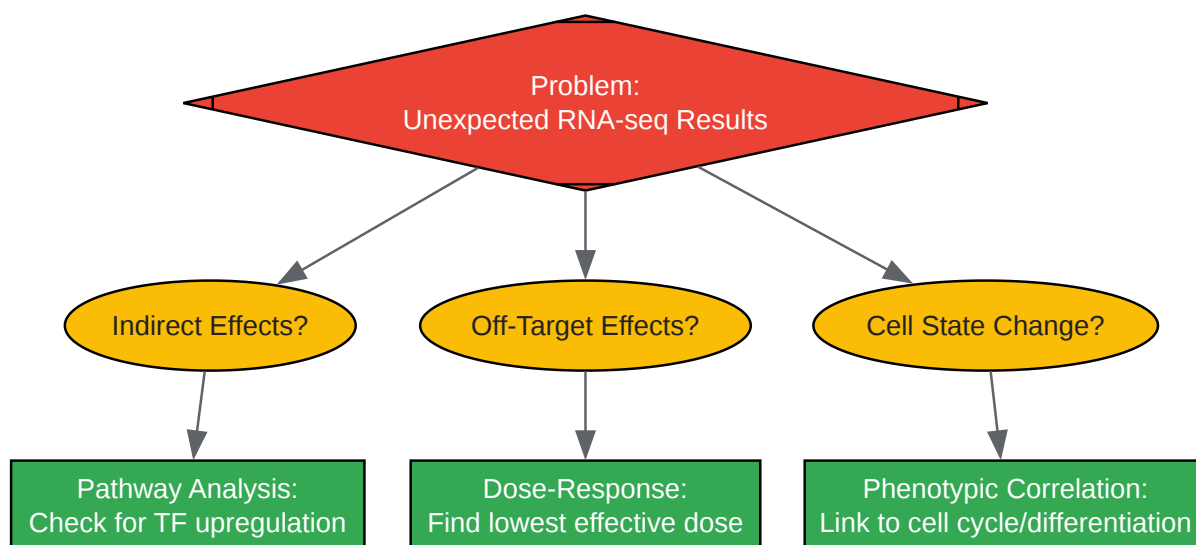 Problem:
Unexpected RNA-seq Results
Indirect Effects?
Off-Target Effects?
Cell State Change?
Pathway Analysis:
Check for TF upregulation
Dose-Response:
Find lowest effective dose
Phenotypic Correlation:
Link to cell cycle/differentiation